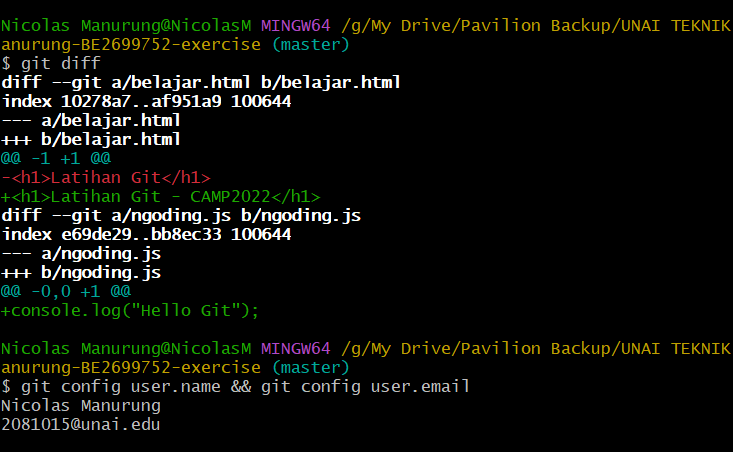 Nicolas Manurung@NicolasM MINGW64 /g/My Drive/Pavilion Backup/UNAI TEKNIK
anurung-BE2699752-exercise (master)
$ git diff
diff --git a/belajar.html b/belajar.html
index 10278a7..af951a9 100644
--- a/belajar.html
+++ b/belajar.html
@@ -1 +1 @@
-<h1>Latihan Git</h1>
+<h1>Latihan Git - CAMP2022</h1>
diff --git a/ngoding.js b/ngoding.js
index e69de29..bb8ec33 100644
--- a/ngoding.js
+++ b/ngoding.js
@@ -0,0 +1 @@
+console.log("Hello Git");
Nicolas Manurung@NicolasM MINGW64 /g/My Drive/Pavilion Backup/UNAI TEKNIK
anurung-BE2699752-exercise (master)
$ git config user.name && git config user.email
Nicolas Manurung
2081015@unai.edu